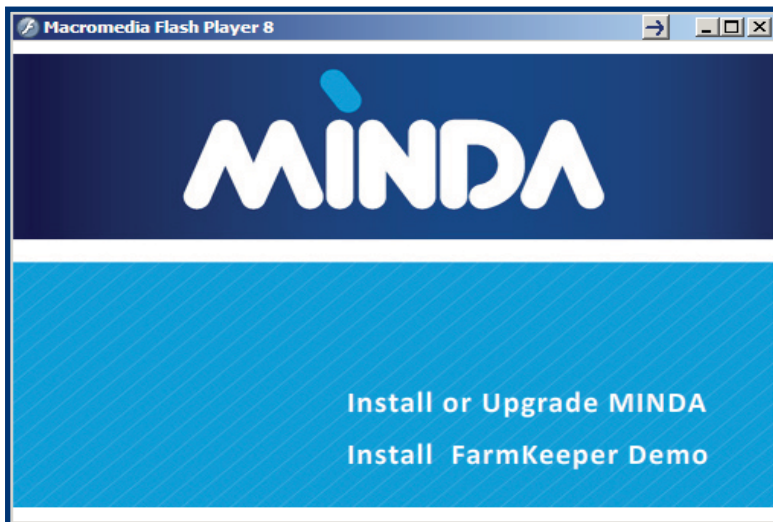 Macromedia Flash Player 8
MINDA
Install or Upgrade MINDA
Install FarmKeeper Demo